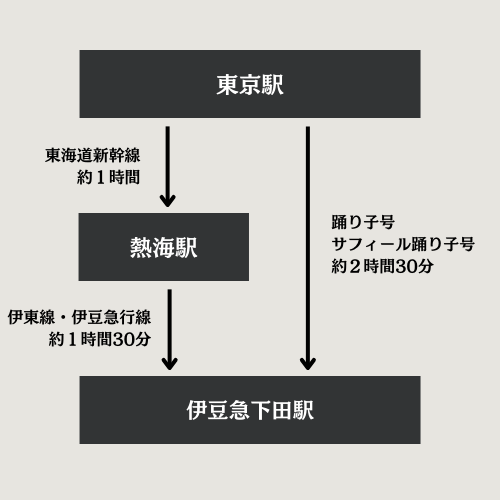 東京駅
東海道新幹線
約１時間
熱海駅
踊り子号
サフィール踊り子号
約２時間30分
伊東線・伊豆急行線
約１時間30分
伊豆急下田駅